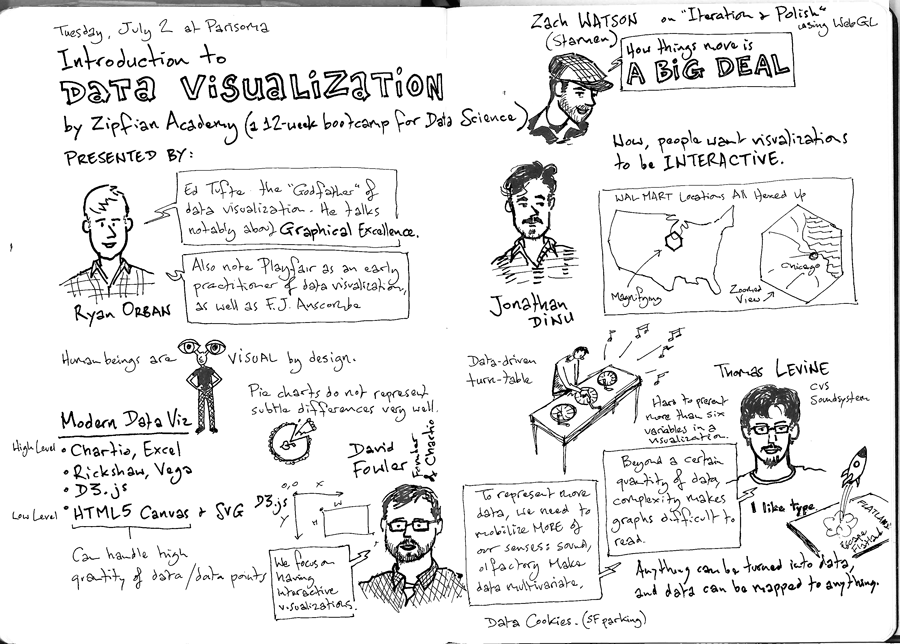 Tuesday, July 2 at Parisoma
Introduction to
DATA VISUALIZATION
by Zipfian Academy (a 12-week bootcamp for Data Science)
PRESENTED BY:
Ed Tufte the "Godfather" of
data visualization. He talks
notably about Graphical Excellence.
Also note Playfair as an early
practitioner of data visualization,
as well as F.J. Anscombe
Ryan ORBAN
Human beings are VISUAL by design.
Pie charts do not represent
subtle differences very well.
Modern Data Viz
High Level • Chartio, Excel
• Rickshaw, Vega
• D3.js
Low Level • HTML5 Canvas & SVG
Can handle high
quantity of data/data points
David
Fowler
Founder
of Chartio
D3.js
0,0 X
Y
W
H
We focus on
having
interactive
visualizations.
Zach WATSON on "Iteration & Polish"
using WebGL
(Stamen)
How things move is
A BIG DEAL
Now, people want visualizations
to be INTERACTIVE.
Jonathan
DINU
WAL-MART Locations All Hexed Up
Magnifying
Chicago
Zoomed
View
Data-driven
turn-table
Thomas LEVINE
CVS
Soundsystem
Hard to present
more than six
variables in a
visualization.
Beyond a certain
quantity of data,
complexity makes
graphs difficult to
read.
I like type.
To represent more
data, we need to
mobilize MORE of
our senses: sound,
olfactory. Make
data multivariate.
FLATLAND
Escape
Flatland
Anything can be turned into data,
and data can be mapped to anything.
Data Cookies. (SF parking)